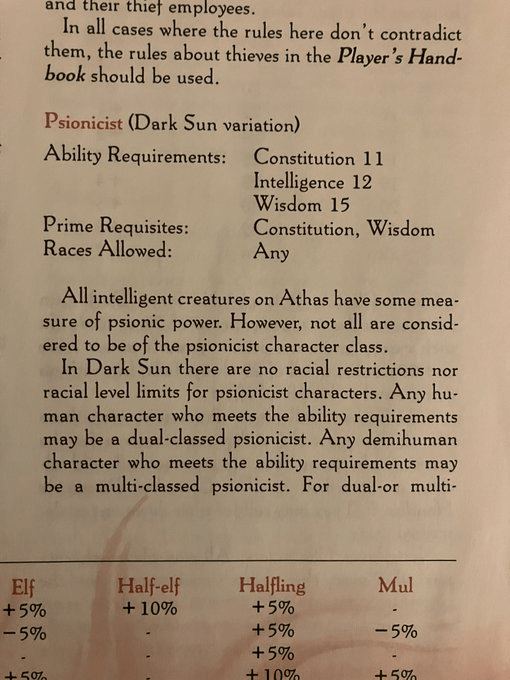 and their thief employees.
In all cases where the rules here don't contradict
them, the rules about thieves in the Player's Hand-
book should be used.
Psionicist (Dark Sun variation)
Ability Requirements: Constitution 11
Intelligence 12
Wisdom 15
Prime Requisites: Constitution, Wisdom
Races Allowed: Any
All intelligent creatures on Athas have some mea-
sure of psionic power. However, not all are consid-
ered to be of the psionicist character class.
In Dark Sun there are no racial restrictions nor
racial level limits for psionicist characters. Any hu-
man character who meets the ability requirements
may be a dual-classed psionicist. Any demihuman
character who meets the ability requirements may
be a multi-classed psionicist. For dual-or multi-
Elf Half-elf Halfling Mul
+5% +10% +5% -
-5% - +5% -5%
- - +5% -
+5% - +10% +5%